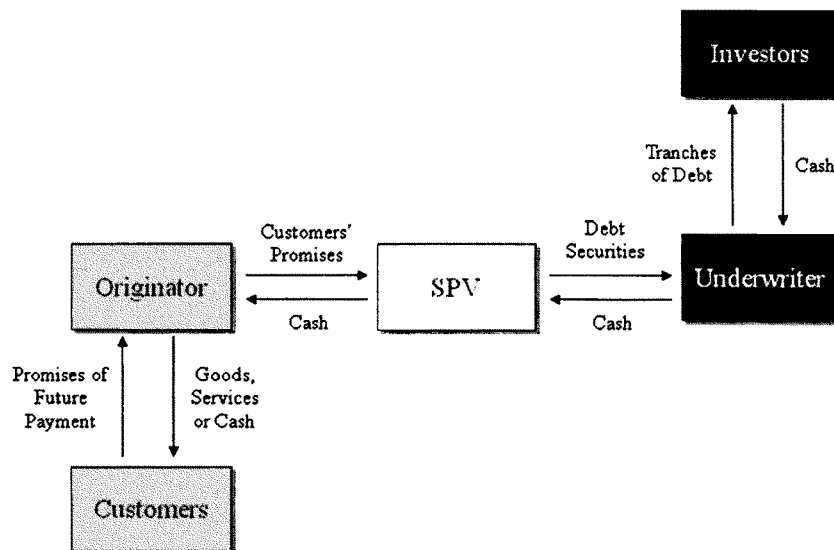 Investors
Tranches
of Debt
Cash
Customers'
Promises
Debt
Securities
Originator
SPV
Underwriter
Cash
Cash
Promises of
Future
Payment
Goods,
Services
or Cash
Customers